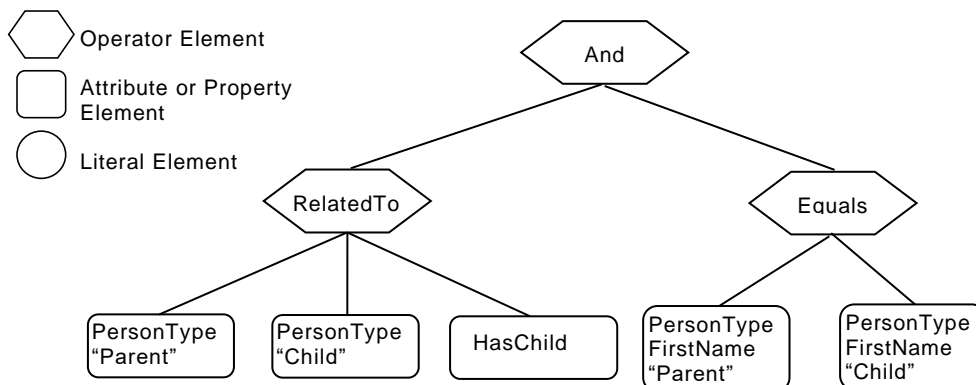 Operator Element
Attribute or Property
Element
Literal Element
And
RelatedTo
Equals
PersonType
“Parent”
PersonType
“Child”
HasChild
PersonType
FirstName
“Parent”
PersonType
FirstName
“Child”